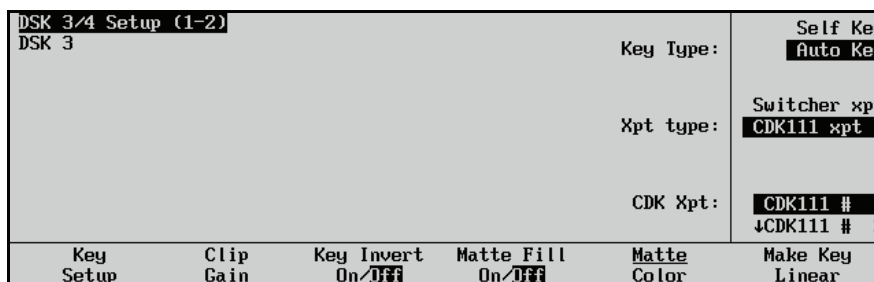 DSK 3/4 Setup (1-2)
DSK 3
Key Type:
Self Ke
Auto Ke
Xpt type:
Switcher xp
CDK111 xpt
CDK Xpt:
CDK111 #
↓CDK111 #
Key Setup
Clip Gain
Key Invert On/Off
Matte Fill On/Off
Matte Color
Make Key Linear